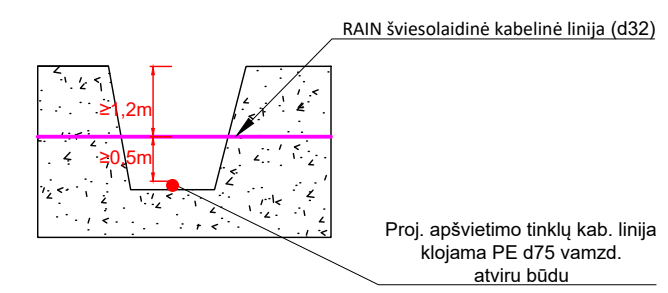 RAIN šviesolaidinė kabelinė linija (d32)
≥1,2m
≥0,5m
Proj. apšvietimo tinklų kab. linija
klojama PE d75 vamzd.
atviru būdu